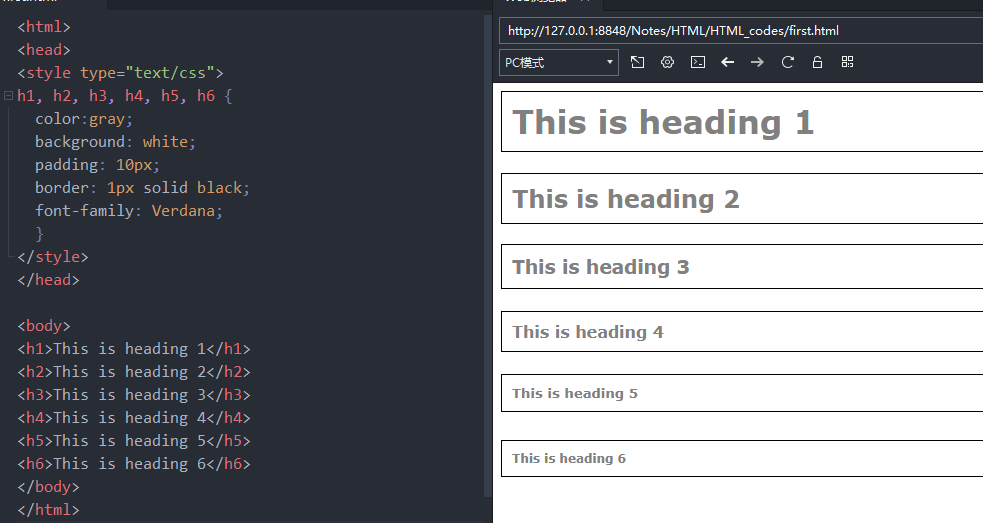 <html>
<head>
<style type="text/css">
h1, h2, h3, h4, h5, h6 {
color:gray;
background: white;
padding: 10px;
border: 1px solid black;
font-family: Verdana;
}
</style>
</head>
<body>
<h1>This is heading 1</h1>
<h2>This is heading 2</h2>
<h3>This is heading 3</h3>
<h4>This is heading 4</h4>
<h5>This is heading 5</h5>
<h6>This is heading 6</h6>
</body>
</html>
http://127.0.0.1:8848/Notes/HTML/HTML_codes/first.html
PC模式
This is heading 1
This is heading 2
This is heading 3
This is heading 4
This is heading 5
This is heading 6